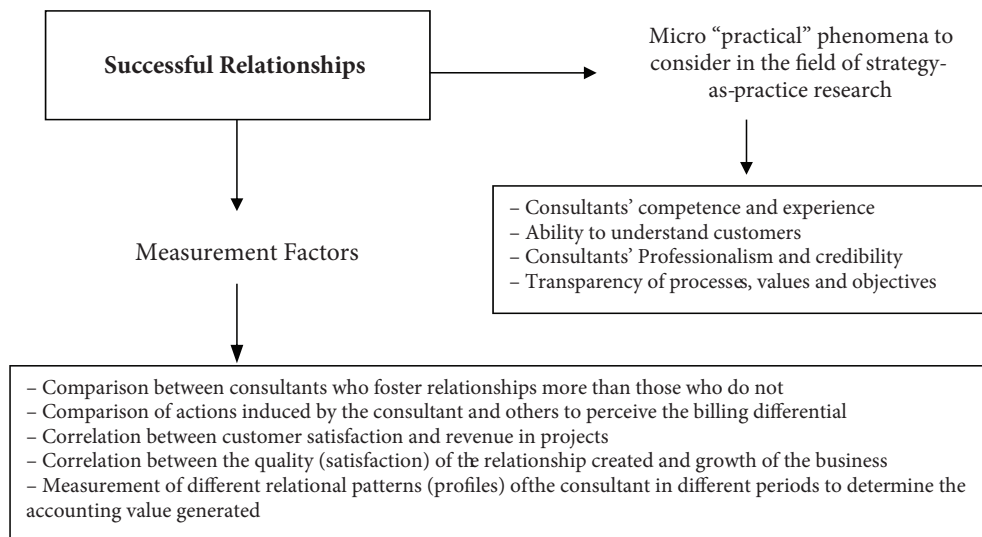 Successful Relationships
Micro “practical” phenomena to
consider in the field of strategy-
as-practice research
– Consultants’ competence and experience
– Ability to understand customers
– Consultants’ Professionalism and credibility
– Transparency of processes, values and objectives
Measurement Factors
– Comparison between consultants who foster relationships more than those who do not
– Comparison of actions induced by the consultant and others to perceive the billing differential
– Correlation between customer satisfaction and revenue in projects
– Correlation between the quality (satisfaction) of the relationship created and growth of the business
– Measurement of different relational patterns (profiles) of the consultant in different periods to determine the
accounting value generated